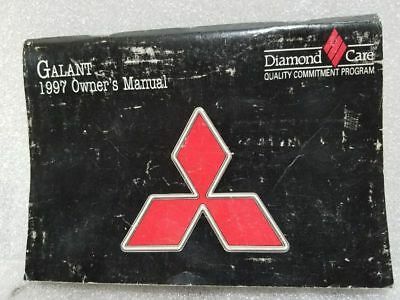 GALANT
1997 OWNER'S MANUAL
Diamond Care
QUALITY COMMITMENT PROGRAM